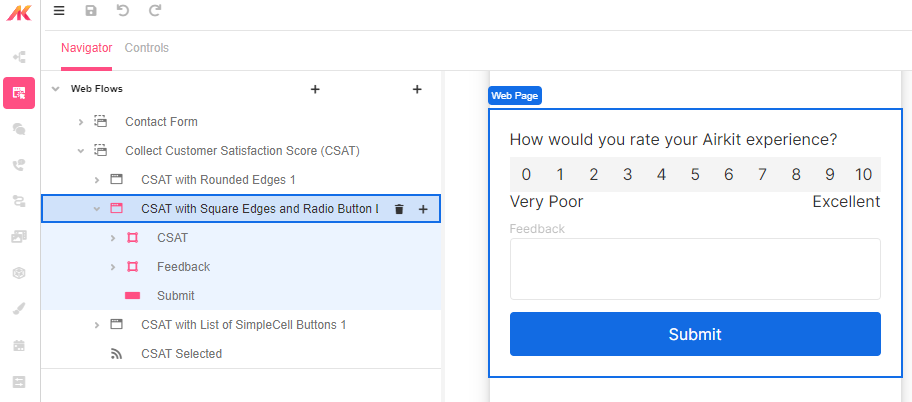 Navigator Controls
Web Flows
Contact Form
Collect Customer Satisfaction Score (CSAT)
CSAT with Rounded Edges 1
CSAT with Square Edges and Radio Button
CSAT
Feedback
Submit
CSAT with List of SimpleCell Buttons 1
CSAT Selected
Web Page
How would you rate your Airkit experience?
0 1 2 3 4 5 6 7 8 9 10
Very Poor Excellent
Feedback
Submit